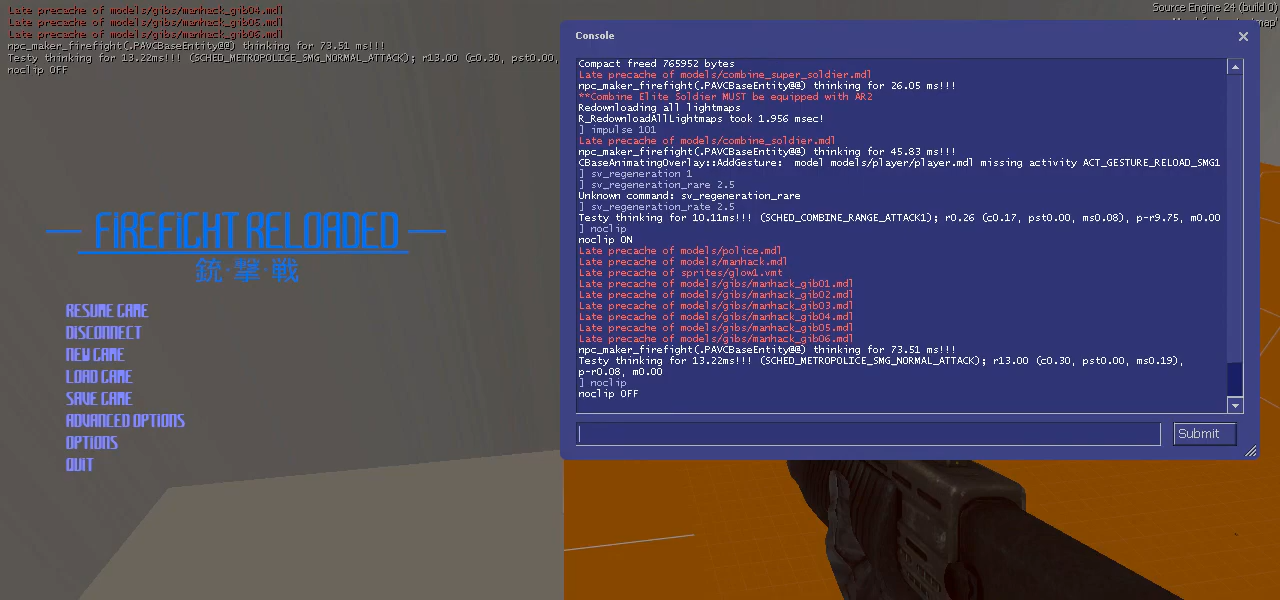 Late precache of models/gibs/manhack_gib04.mdl
Late precache of models/gibs/manhack_gib05.mdl
Late precache of models/gibs/manhack_gib06.mdl
npc_maker_firefight(.PAVCBaseEntity@@) thinking for 73.51 ms!!!
Testy thinking for 13.22ms!!! (SCHED_METROPOLICE_SMG_NORMAL_ATTACK); r13.00 (c0.30, pst0.00,
noclip OFF
Source Engine 24 (build 0)
FIREFIGHT RELOADED
銃·撃·戦
RESUME GAME
DISCONNECT
NEW GAME
LOAD GAME
SAVE GAME
ADVANCED OPTIONS
OPTIONS
QUIT
Console
Compact freed 765952 bytes
Late precache of models/combine_super_soldier.mdl
npc_maker_firefight(.PAVCBaseEntity@@) thinking for 26.05 ms!!!
**Combine Elite Soldier MUST be equipped with AR2
Redownloading all lightmaps
R_RedownloadAllLightmaps took 1.956 msec!
] impulse 101
Late precache of models/combine_soldier.mdl
npc_maker_firefight(.PAVCBaseEntity@@) thinking for 45.83 ms!!!
CBaseAnimatingOverlay::AddGesture:  model models/player/player.mdl missing activity ACT_GESTURE_RELOAD_SMG1
] sv_regeneration 1
] sv_regeneration_rare 2.5
Unknown command: sv_regeneration_rare
] sv_regeneration_rate 2.5
Testy thinking for 10.11ms!!! (SCHED_COMBINE_RANGE_ATTACK1); r0.26 (c0.17, pst0.00, ms0.08), p-r9.75, m0.00
] noclip
noclip ON
Late precache of models/police.mdl
Late precache of models/manhack.mdl
Late precache of sprites/glow1.vmt
Late precache of models/gibs/manhack_gib01.mdl
Late precache of models/gibs/manhack_gib02.mdl
Late precache of models/gibs/manhack_gib03.mdl
Late precache of models/gibs/manhack_gib04.mdl
Late precache of models/gibs/manhack_gib05.mdl
Late precache of models/gibs/manhack_gib06.mdl
npc_maker_firefight(.PAVCBaseEntity@@) thinking for 73.51 ms!!!
Testy thinking for 13.22ms!!! (SCHED_METROPOLICE_SMG_NORMAL_ATTACK); r13.00 (c0.30, pst0.00, ms0.19),
p-r0.08, m0.00
] noclip
noclip OFF
Submit